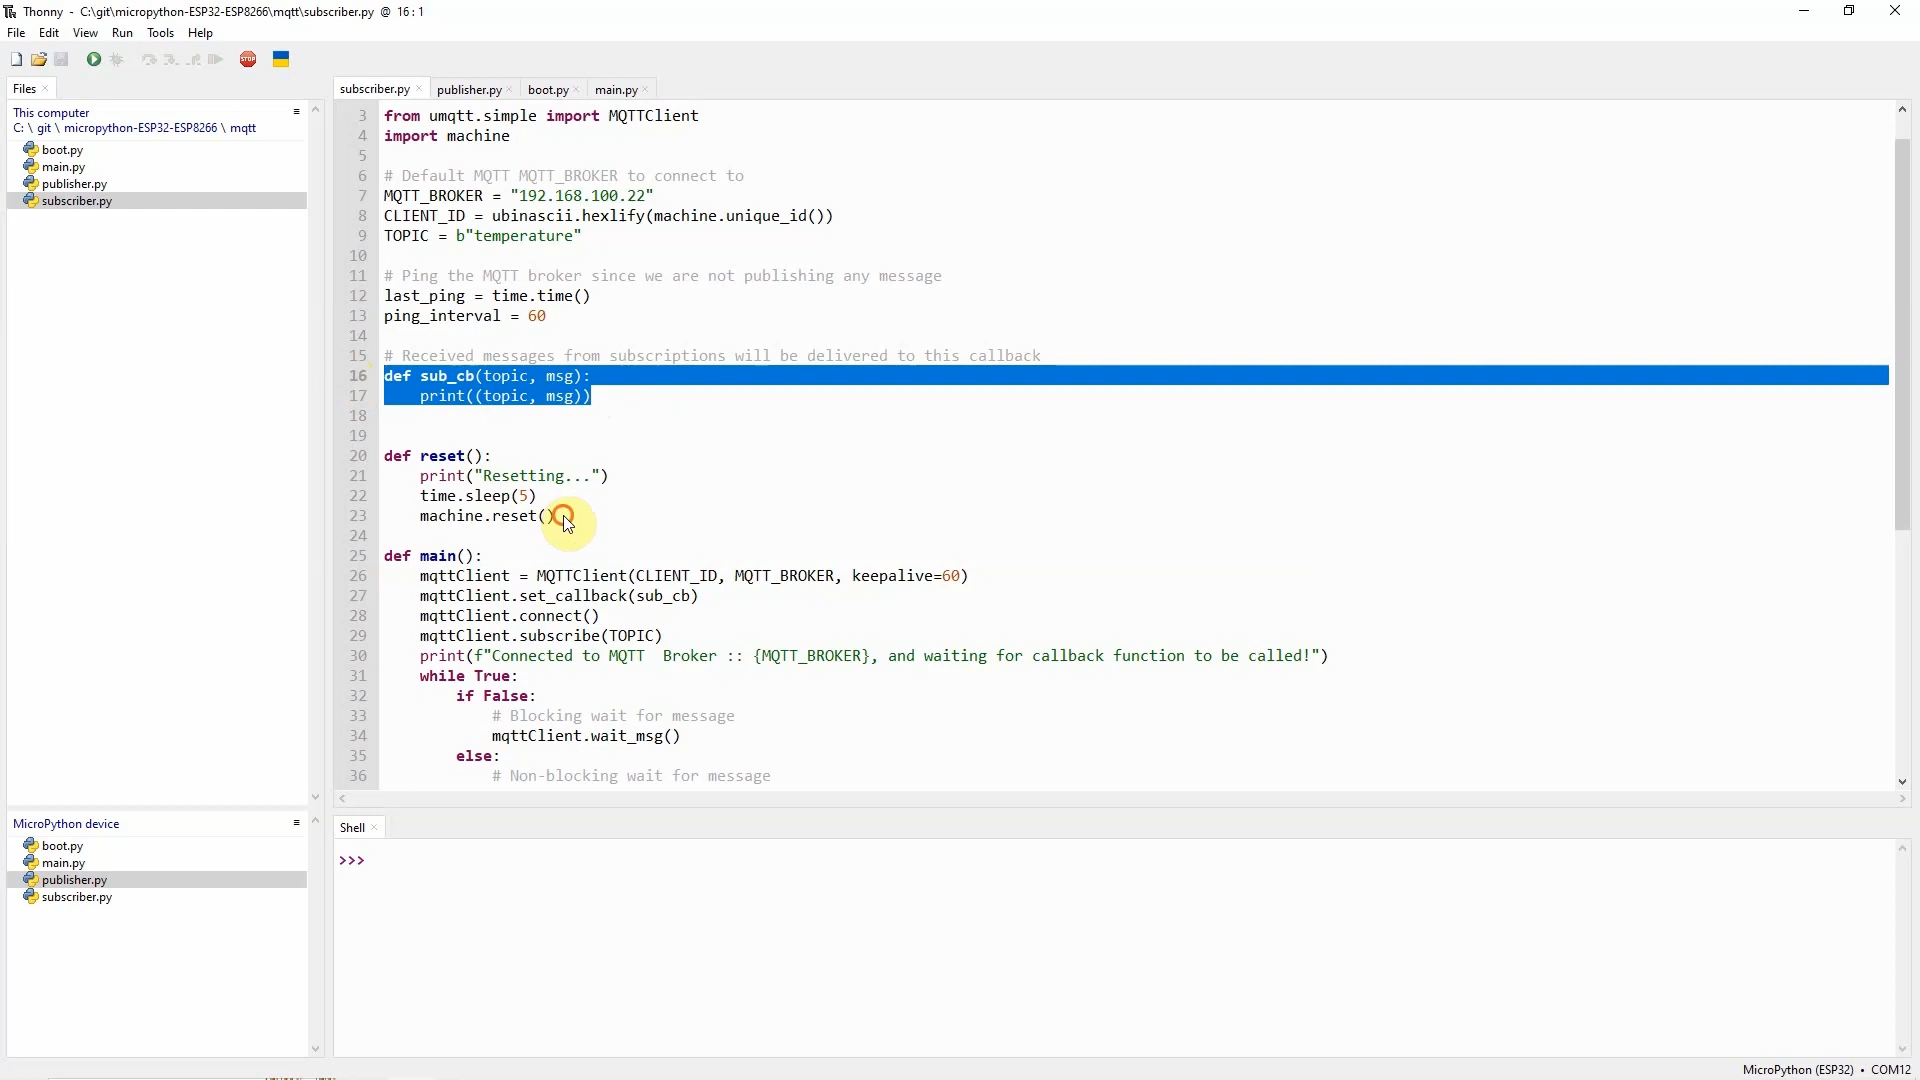 Thonny - C:\git\micropython-ESP32-ESP8266\mqtt\subscriber.py @ 16 : 1
File Edit View Run Tools Help
STOP
Files
This computer
C: \ git \ micropython-ESP32-ESP8266 \ mqtt
boot.py
main.py
publisher.py
subscriber.py
MicroPython device
boot.py
main.py
publisher.py
subscriber.py
subscriber.py publisher.py boot.py main.py
3 from umqtt.simple import MQTTClient
4 import machine
5
6 # Default MQTT MQTT_BROKER to connect to
7 MQTT_BROKER = "192.168.100.22"
8 CLIENT_ID = ubinascii.hexlify(machine.unique_id())
9 TOPIC = b"temperature"
10
11 # Ping the MQTT broker since we are not publishing any message
12 last_ping = time.time()
13 ping_interval = 60
14
15 # Received messages from subscriptions will be delivered to this callback
16 def sub_cb(topic, msg):
17     print((topic, msg))
18
19
20 def reset():
21     print("Resetting...")
22     time.sleep(5)
23     machine.reset()
24
25 def main():
26     mqttClient = MQTTClient(CLIENT_ID, MQTT_BROKER, keepalive=60)
27     mqttClient.set_callback(sub_cb)
28     mqttClient.connect()
29     mqttClient.subscribe(TOPIC)
30     print(f"Connected to MQTT  Broker :: {MQTT_BROKER}, and waiting for callback function to be called!")
31     while True:
32         if False:
33             # Blocking wait for message
34             mqttClient.wait_msg()
35         else:
36             # Non-blocking wait for message
Shell
>>>
MicroPython (ESP32) • COM12